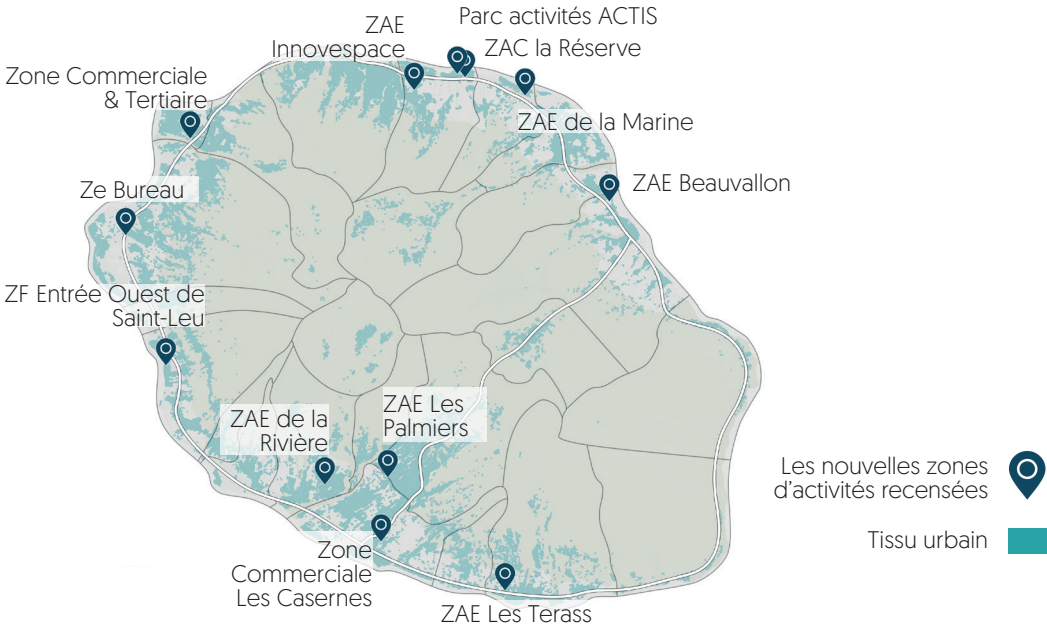 Parc activités ACTIS
ZAE
Innovespace
ZAC la Réserve
Zone Commerciale
& Tertiaire
ZAE de la Marine
Ze Bureau
ZAE Beauvallon
ZF Entrée Ouest de
Saint-Leu
ZAE de la
Rivière
ZAE Les
Palmiers
Les nouvelles zones
d'activités recensées
Tissu urbain
Zone
Commerciale
Les Casernes
ZAE Les Terass